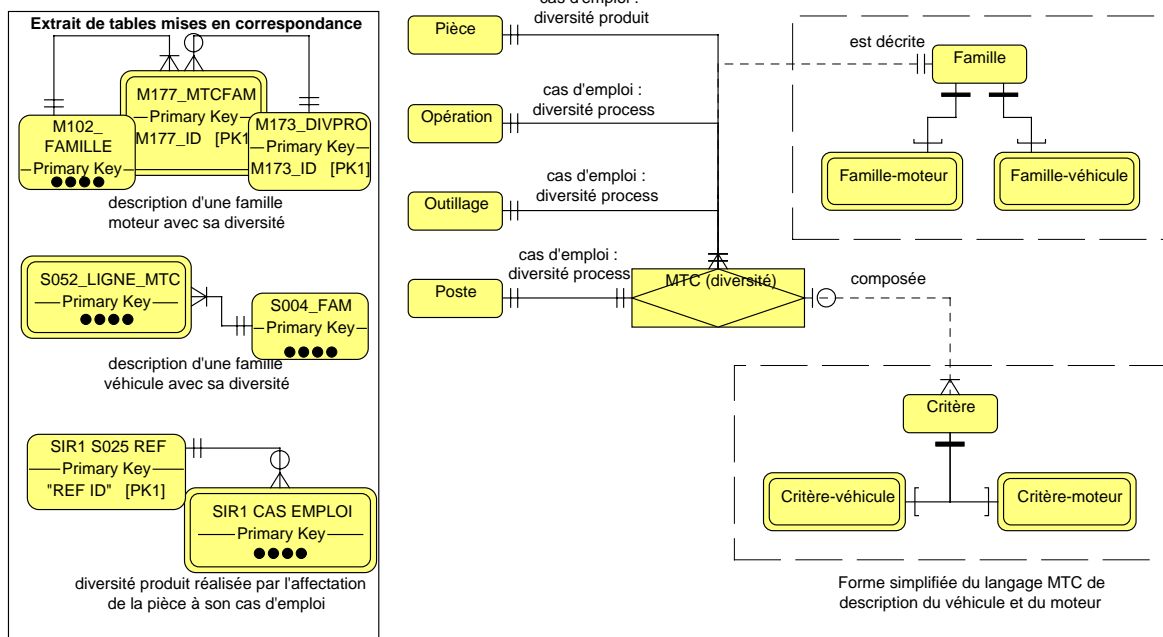 Extrait de tables mises en correspondance
M177_MTCFAM
Primary Key
M177_ID [PK1
M102_
FAMILLE
Primary Key
M173_DIVPRO
Primary Key
M173_ID [PK1]
description d'une famille
moteur avec sa diversité
S052_LIGNE_MTC
Primary Key
S004_FAM
Primary Key
description d'une famille
véhicule avec sa diversité
SIR1 S025 REF
Primary Key
"REF ID" [PK1]
SIR1 CAS EMPLOI
Primary Key
diversité produit réalisée par l'affectation
de la pièce à son cas d'emploi
cas d'emploi :
diversité produit
Pièce
cas d'emploi :
diversité process
Opération
cas d'emploi :
diversité process
Outillage
cas d'emploi :
diversité process
Poste
MTC (diversité)
est décrite
Famille
Famille-moteur
Famille-véhicule
composée
Critère
Critère-véhicule
Critère-moteur
Forme simplifiée du langage MTC de
description du véhicule et du moteur